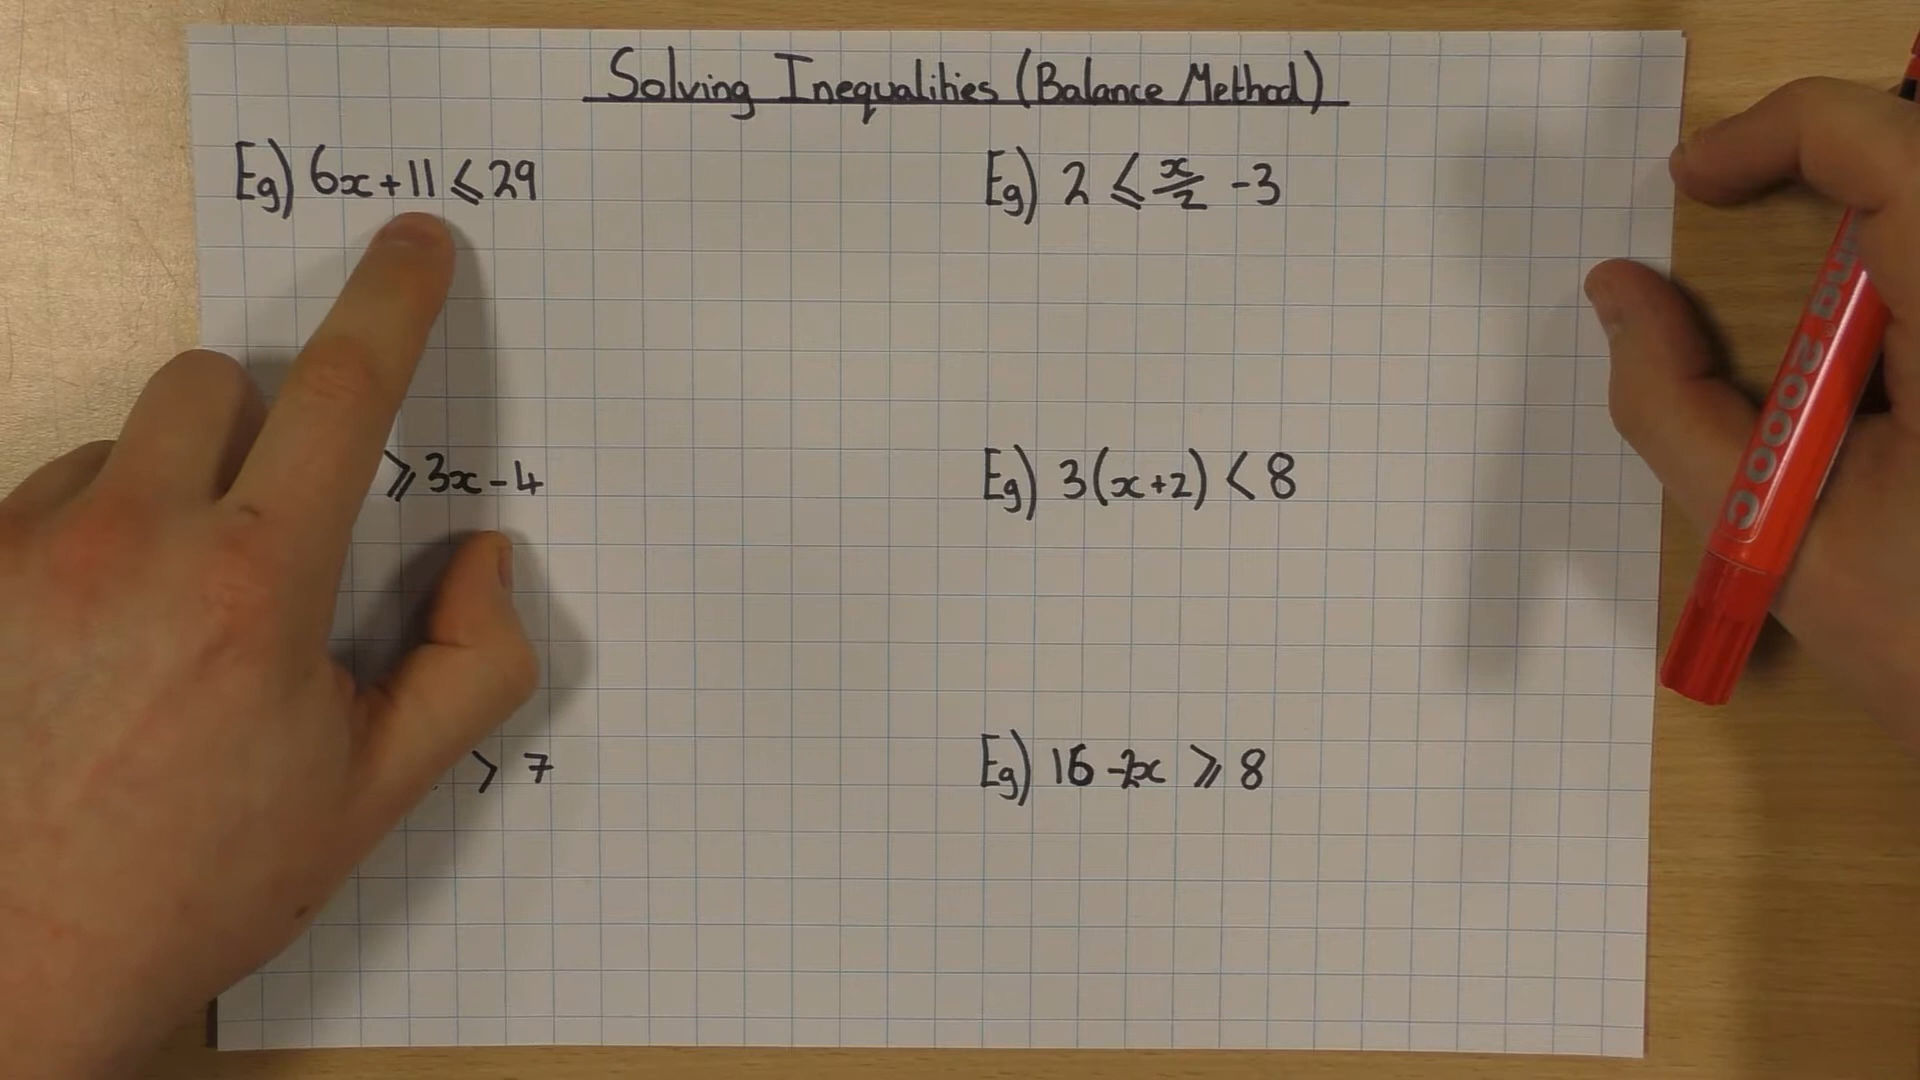 Solving Inequalities (Balance Method)
Eg) 6x+11 ⩽ 29
Eg) 2 ⩽ x/2 -3
⩾ 3x-4
Eg) 3(x+2) < 8
> 7
Eg) 16 -2x ⩾ 8
2000 C